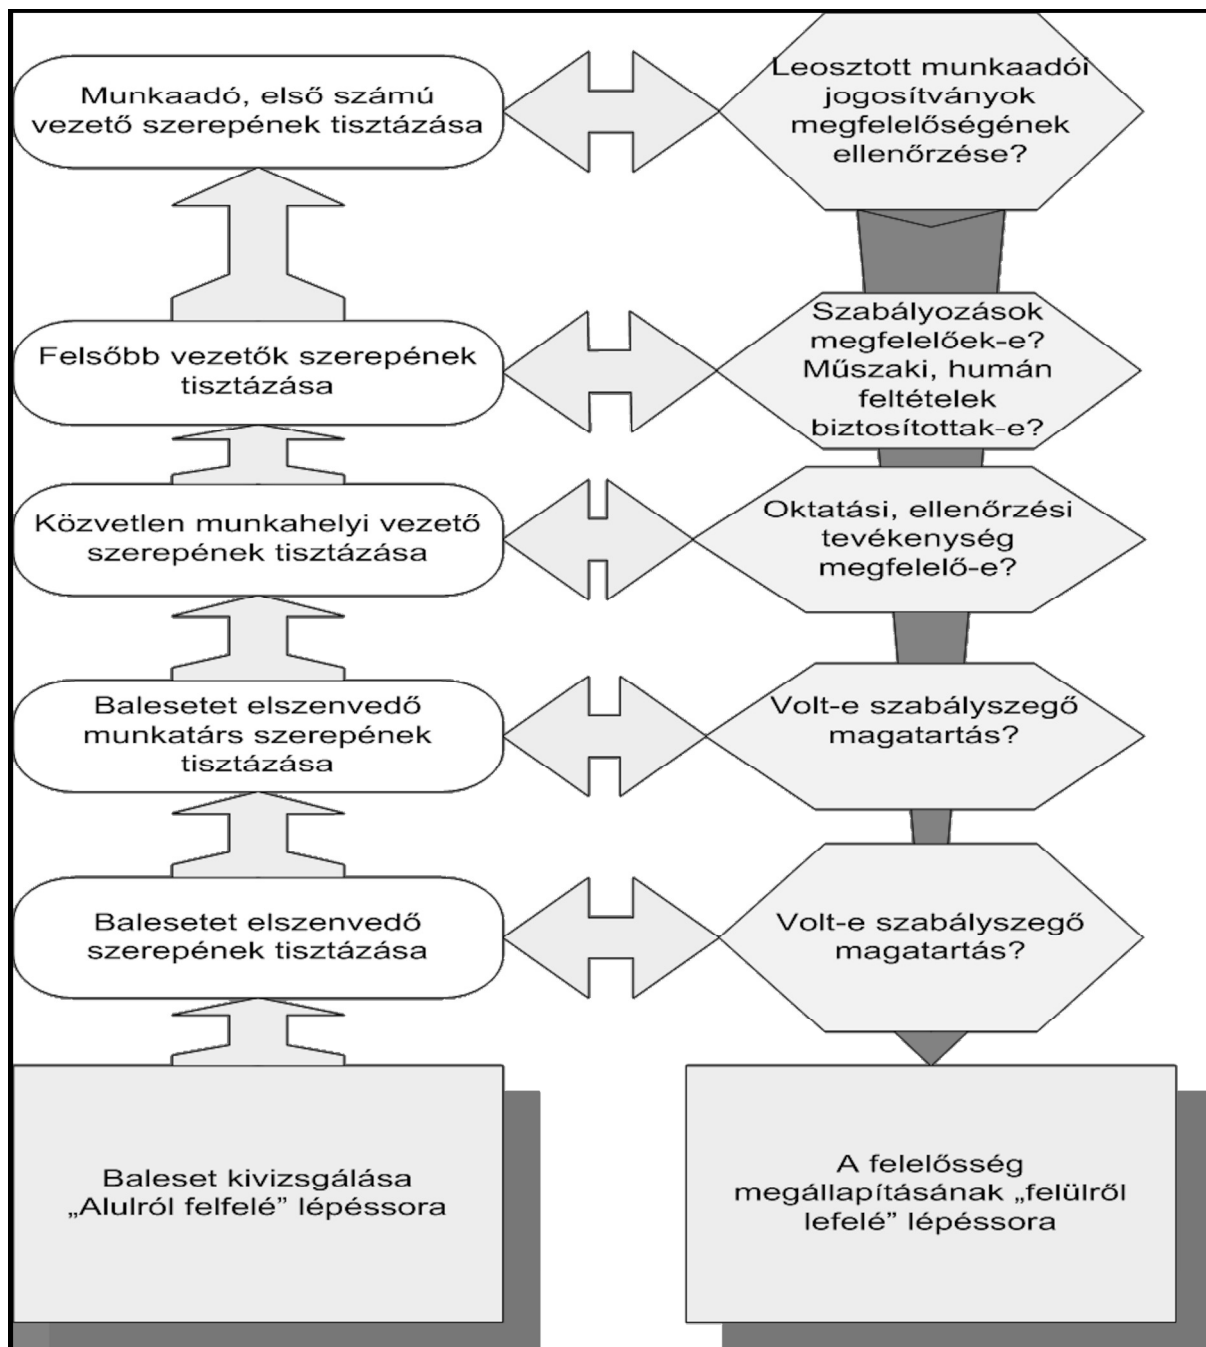 Munkaadó, első számú
vezető szerepének tisztázása
Leosztott munkaadói
jogosítványok
megfelelőségének
ellenőrzése?
Felsőbb vezetők szerepének
tisztázása
Szabályozások
megfelelőek-e?
Műszaki, humán
feltételek
biztosítottak-e?
Közvetlen munkahelyi vezető
szerepének tisztázása
Oktatási, ellenőrzési
tevékenység
megfelelő-e?
Balesetet elszenvedő
munkatárs szerepének
tisztázása
Volt-e szabályszegő
magatartás?
Balesetet elszenvedő
szerepének tisztázása
Volt-e szabályszegő
magatartás?
Baleset kivizsgálása
„Alulról felfelé” lépéssora
A felelősség
megállapításának „felülről
lefelé” lépéssora